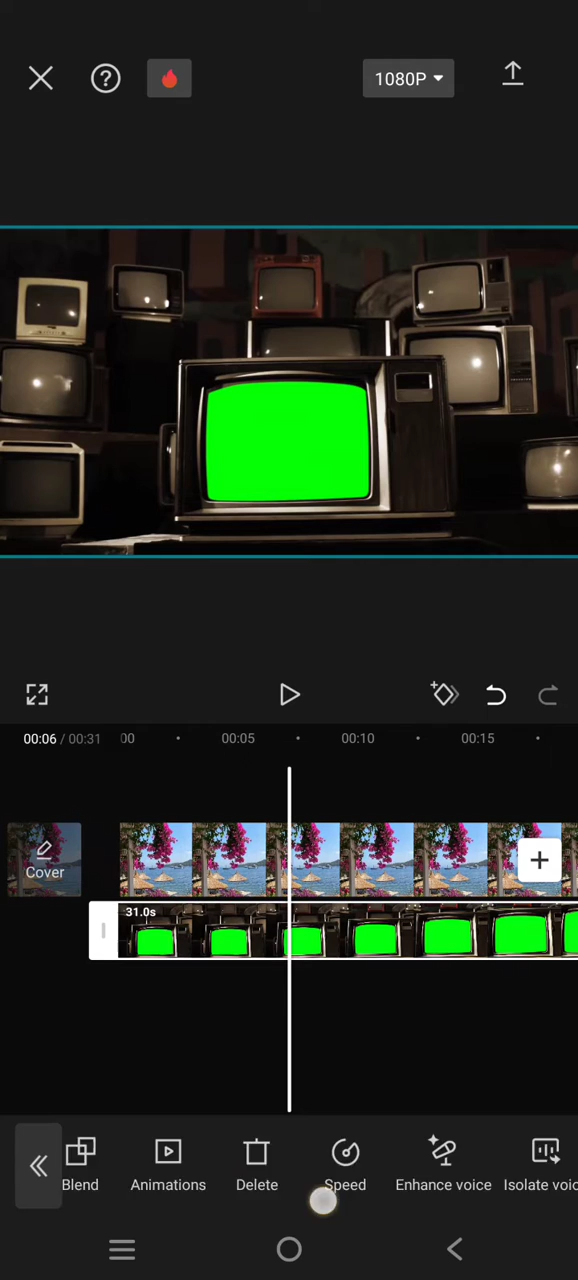 1080P
00:06 / 00:31
00
00:05
00:10
00:15
Cover
31.0s
Blend
Animations
Delete
Speed
Enhance voice
Isolate voic